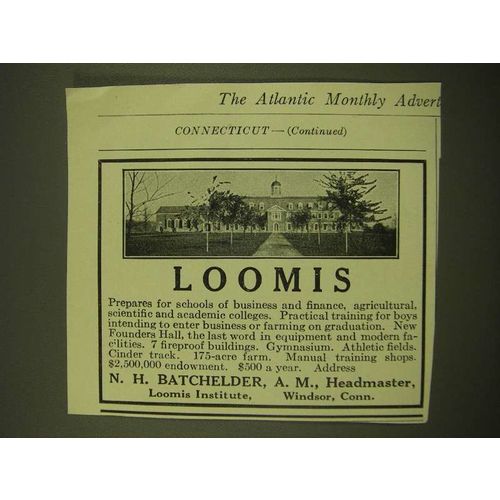 The Atlantic Monthly Advert
CONNECTICUT — (Continued)
LOOMIS
Prepares for schools of business and finance, agricultural,
scientific and academic colleges. Practical training for boys
intending to enter business or farming on graduation. New
Founders Hall, the last word in equipment and modern fa-
cilities. 7 fireproof buildings. Gymnasium. Athletic fields.
Cinder track. 175-acre farm. Manual training shops.
$2,500,000 endowment. $500 a year. Address
N. H. BATCHELDER, A. M., Headmaster,
Loomis Institute, Windsor, Conn.